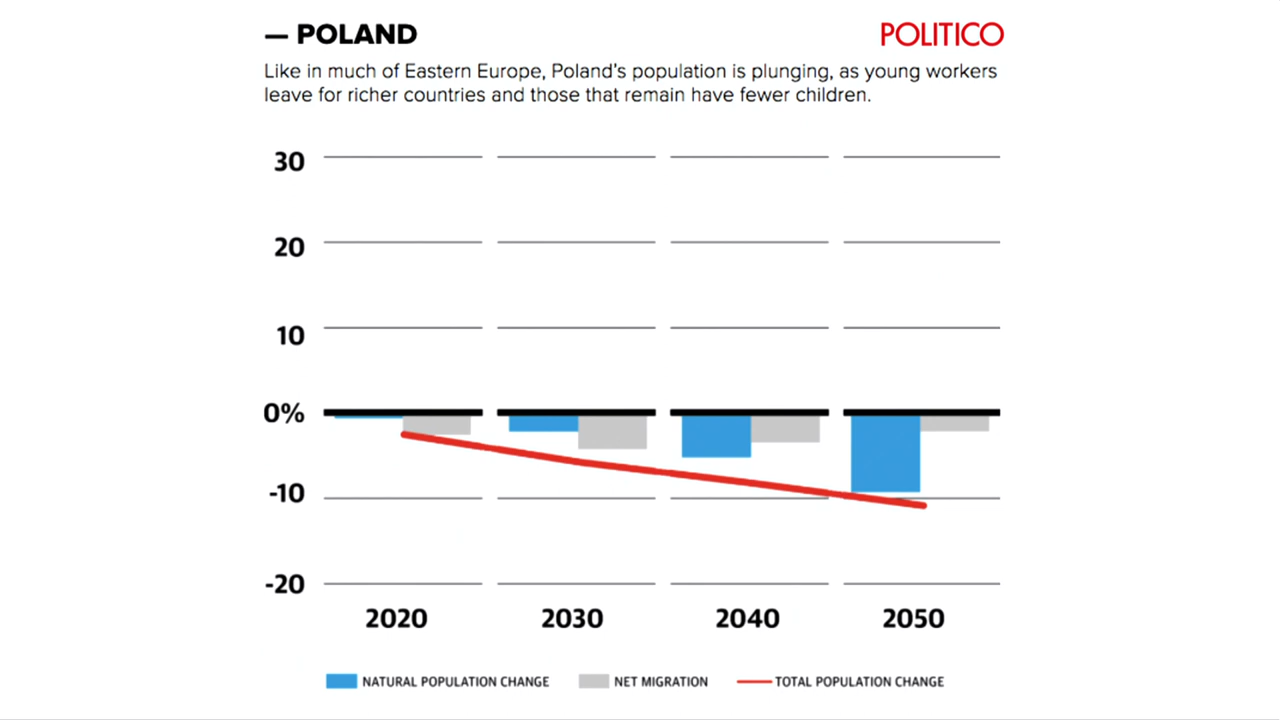 — POLAND
POLITICO
Like in much of Eastern Europe, Poland's population is plunging, as young workers
leave for richer countries and those that remain have fewer children.
30
20
10
0%
-10
-20
2020 2030 2040 2050
NATURAL POPULATION CHANGE NET MIGRATION TOTAL POPULATION CHANGE